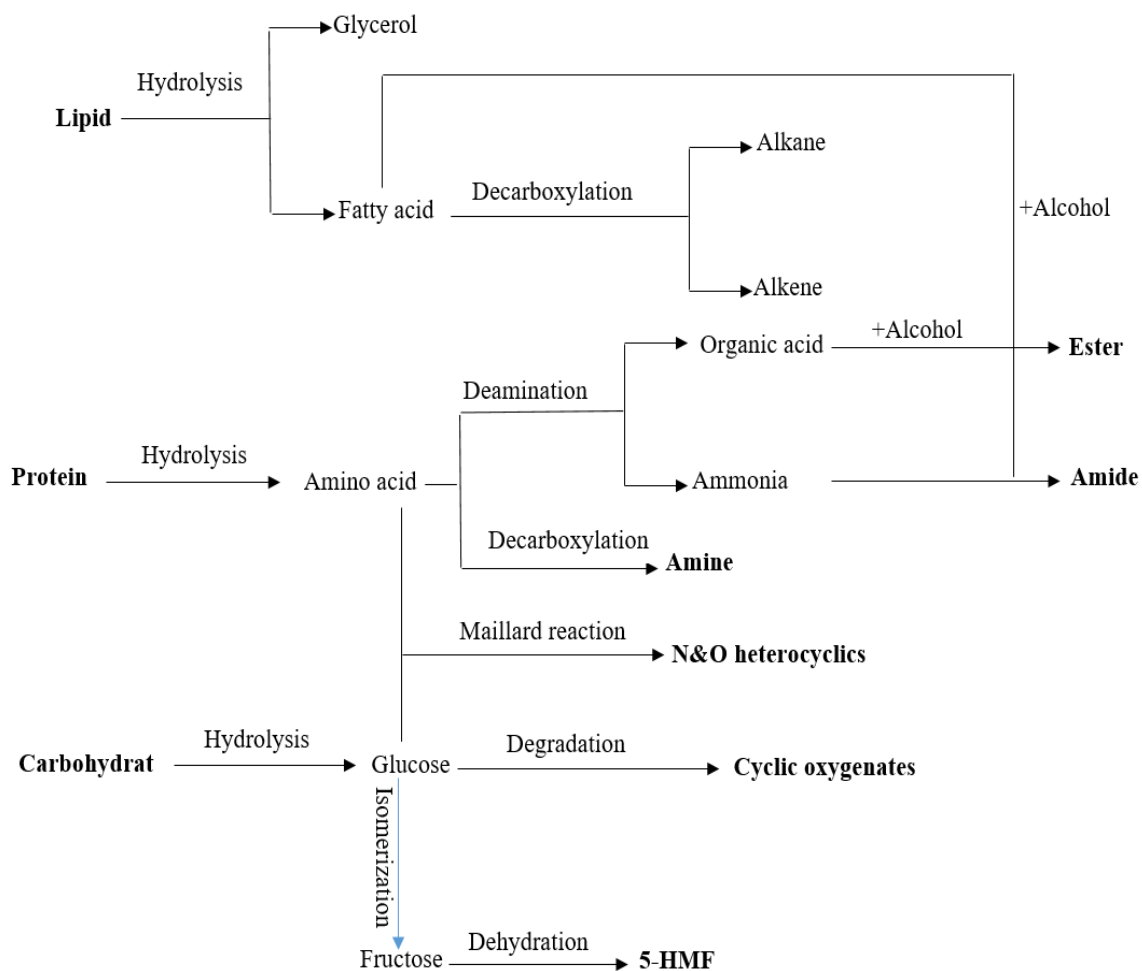 Glycerol
Hydrolysis
Lipid
Alkane
Fatty acid
Decarboxylation
+Alcohol
Alkene
Organic acid
+Alcohol
Ester
Deamination
Protein
Hydrolysis
Amino acid
Ammonia
Amide
Decarboxylation
Amine
Maillard reaction
N&O heterocyclics
Carbohydrat
Hydrolysis
Glucose
Degradation
Cyclic oxygenates
Isomerization
Fructose
Dehydration
5-HMF